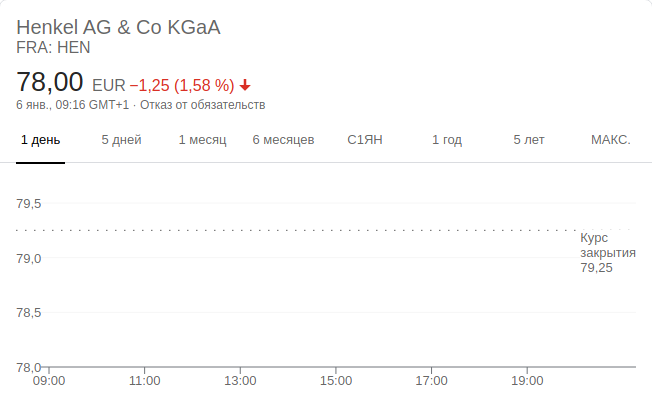 Henkel AG & Co KGaA
FRA: HEN
78,00 EUR −1,25 (1,58 %)
6 янв., 09:16 GMT+1 · Отказ от обязательств
1 день 5 дней 1 месяц 6 месяцев С1ЯН 1 год 5 лет МАКС.
79,5
Курс
закрытия
79,25
79,0
78,5
78,0
09:00 11:00 13:00 15:00 17:00 19:00